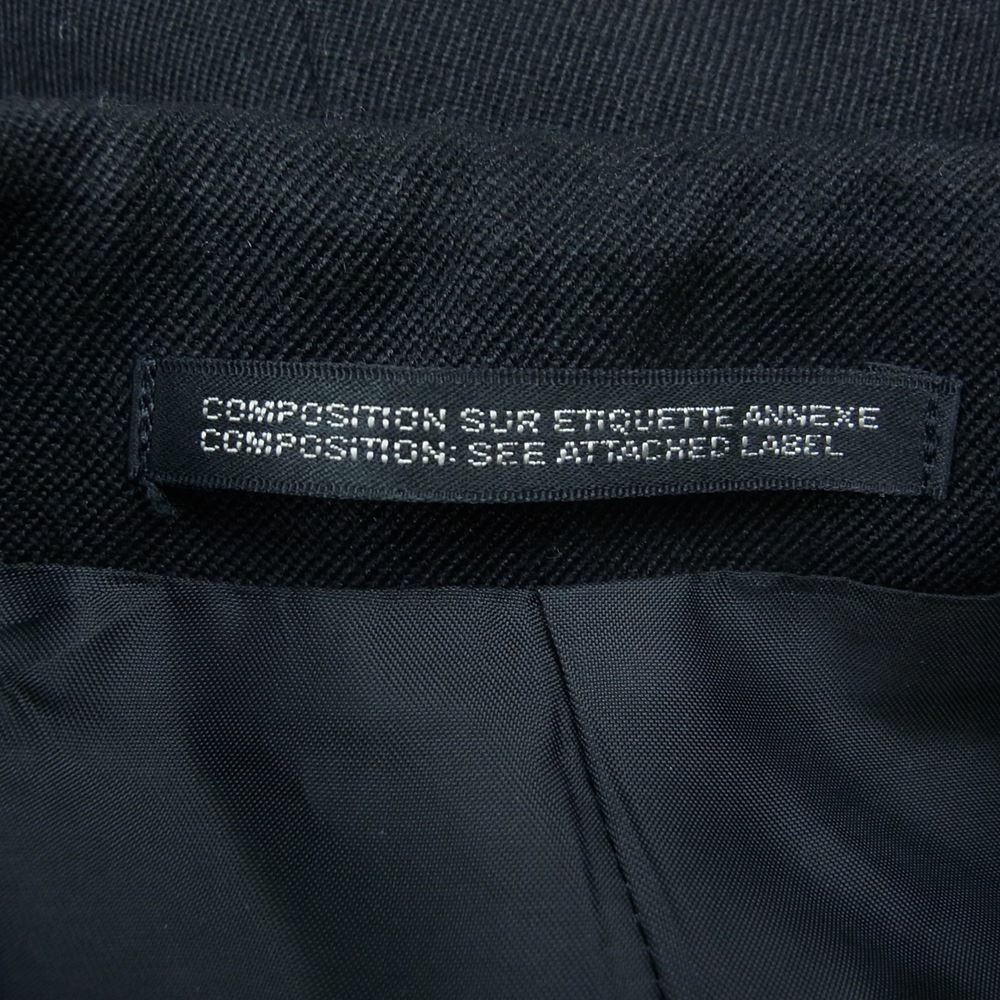 COMPOSITION SUR ETIQUETTE ANNEXE
COMPOSITION: SEE ATTACHED LABEL